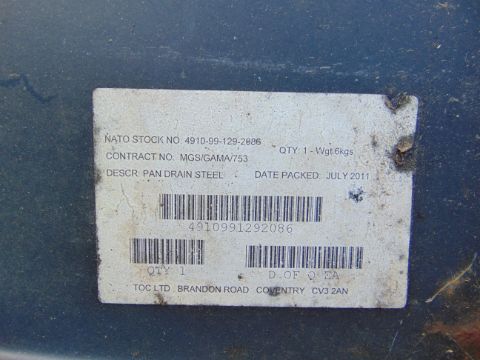 NATO STOCK NO. 4910-99-129-2086 QTY: 1 - Wgt 6kgs
CONTRACT NO. MGS/GAMA/753
DESCR: PAN DRAIN STEEL DATE PACKED: JULY 2011
4910991292086
QTY 1 D.OF Q EA
TOC LTD BRANDON ROAD COVENTRY CV3 2AN